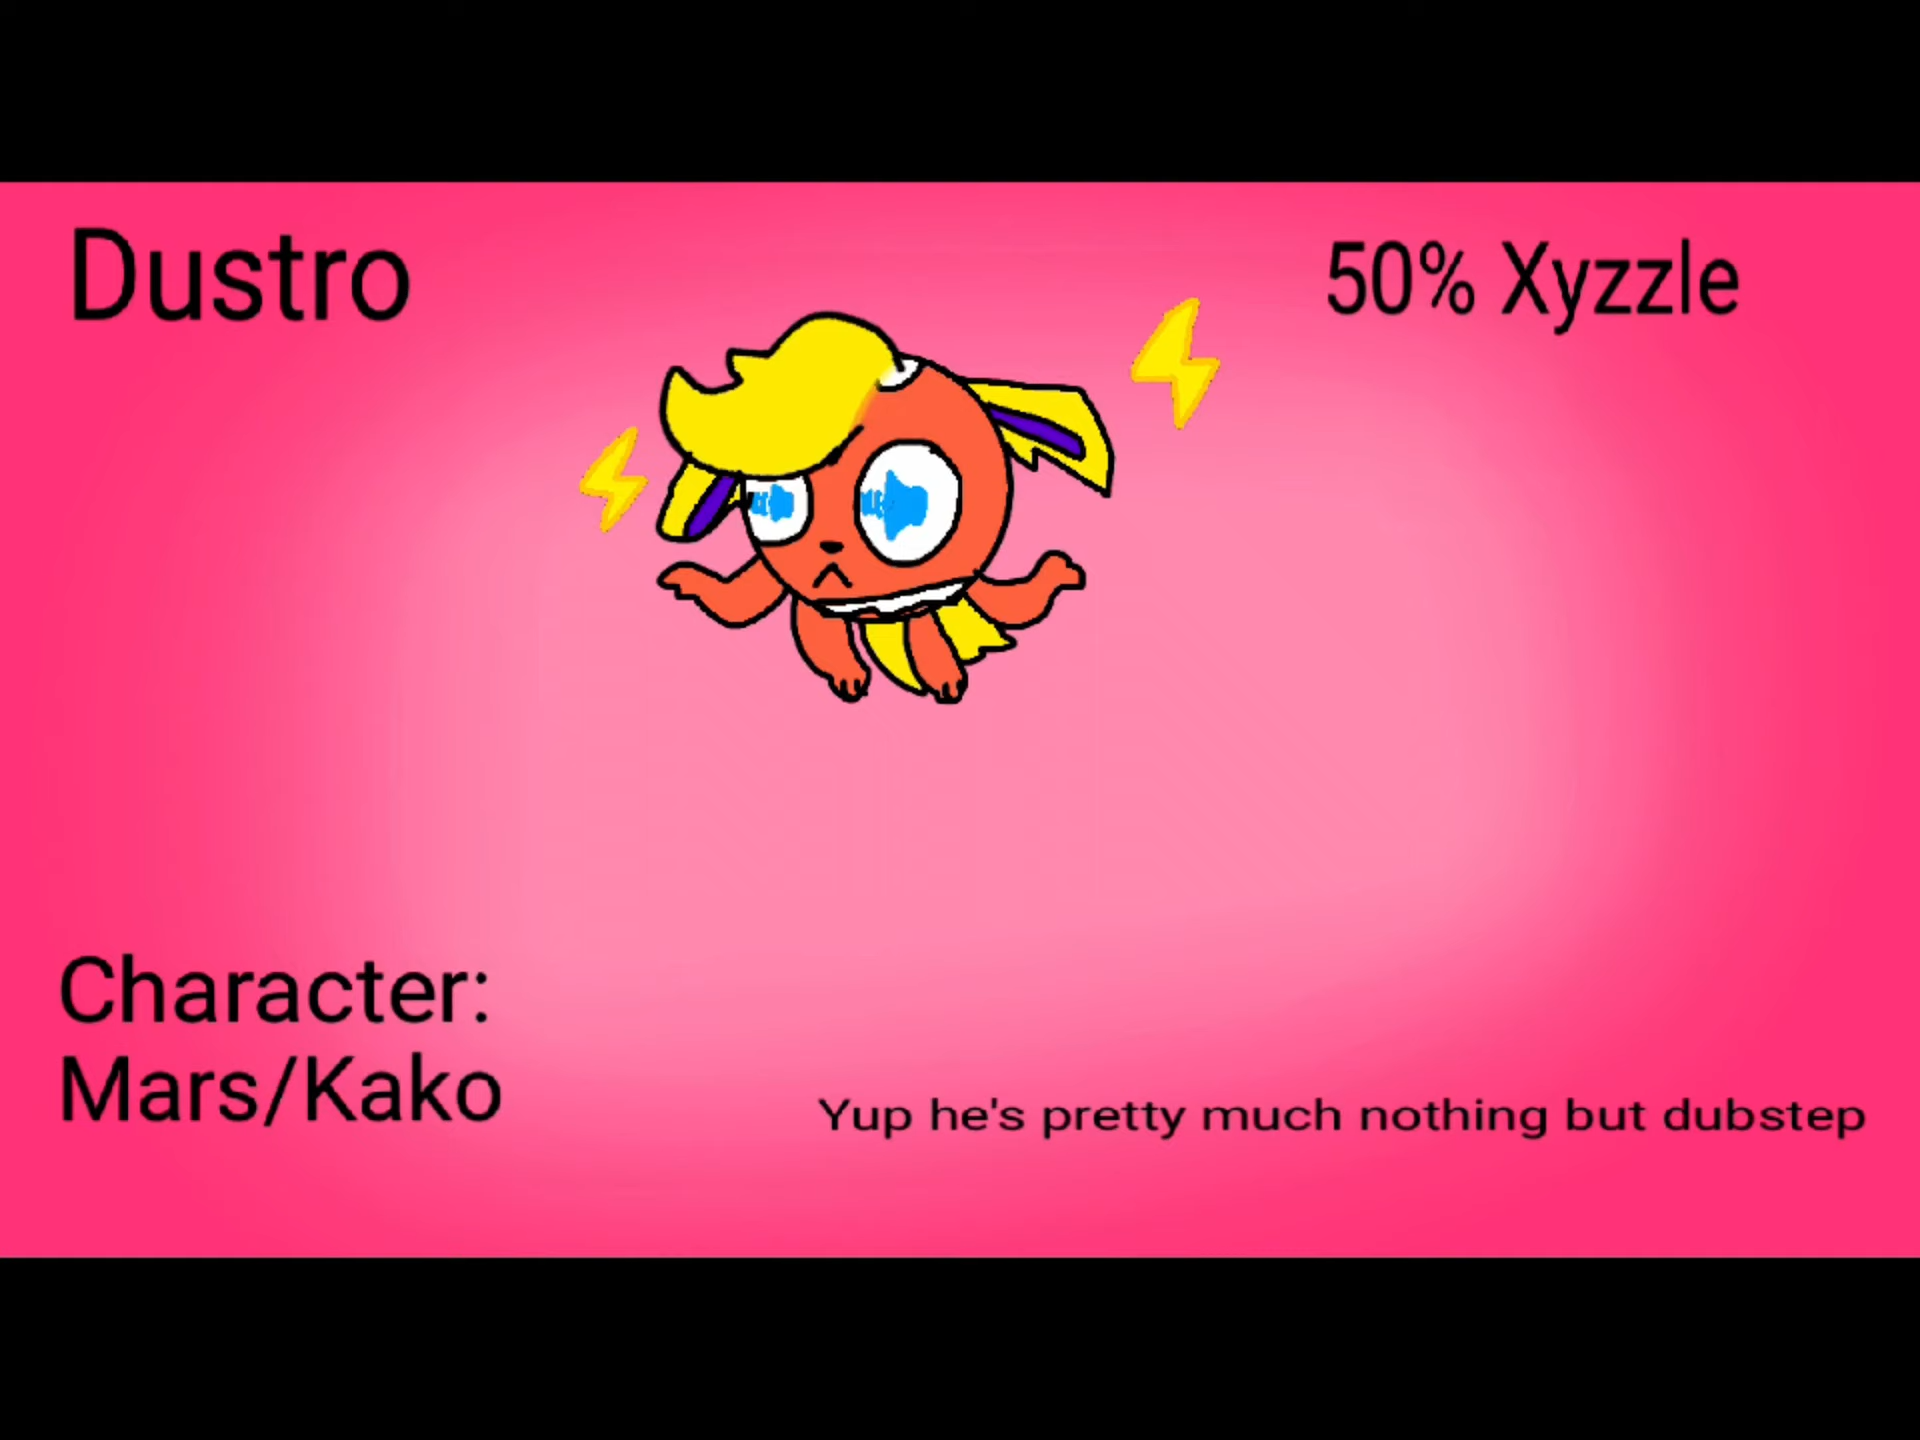 Dustro
50% Xyzzle
Character:
Mars/Kako
Yup he's pretty much nothing but dubstep